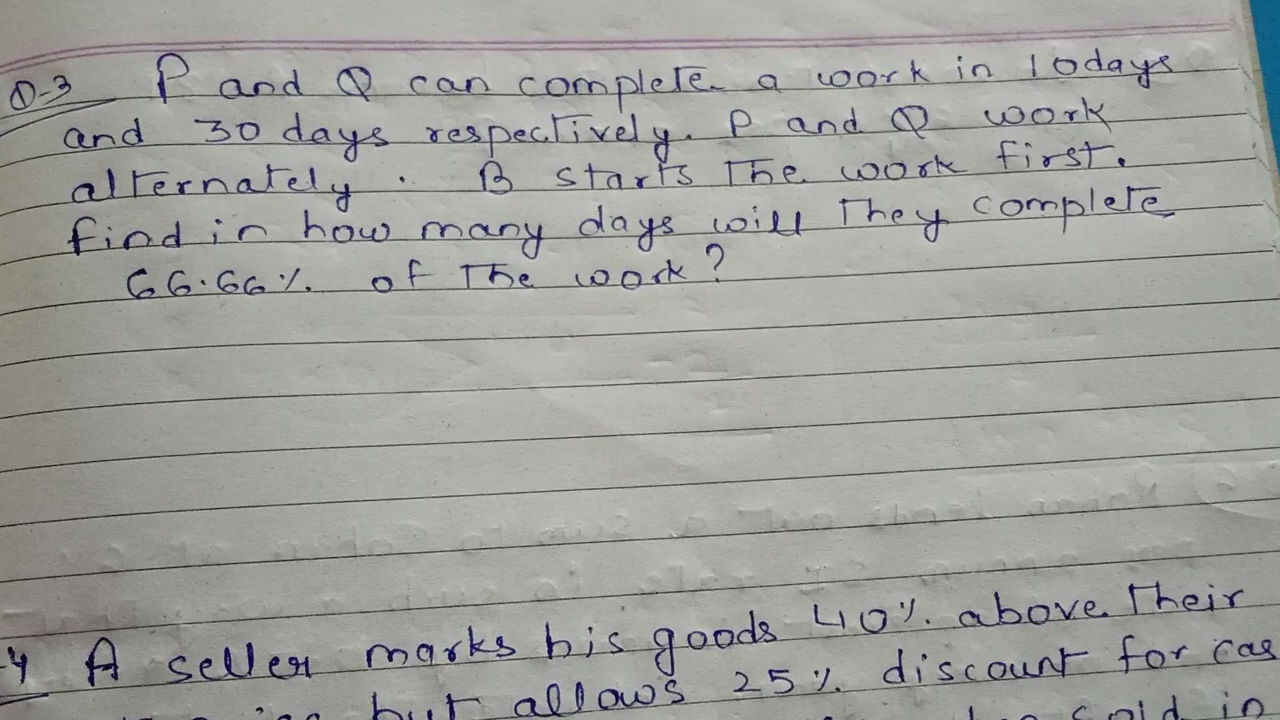 Q-3 P and Q can complete a work in 10 days
and 30 days respectively. P and Q work
alternately. B starts The work first.
find in how many days will They complete
66.66% of The work?
4 A seller marks his goods 40% above Their
but allows 25% discount for cas
sold in